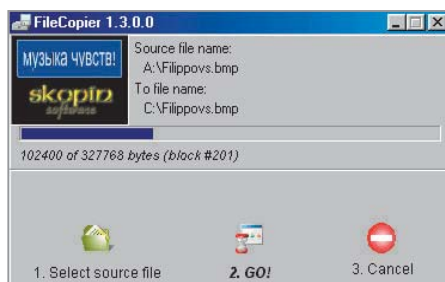 FileCopier 1.3.0.0
музыка чувств!
skopin
software
Source file name:
A:\Filippovs.bmp
To file name:
C:\Filippovs.bmp
102400 of 327768 bytes (block #201)
1. Select source file
2. GO!
3. Cancel